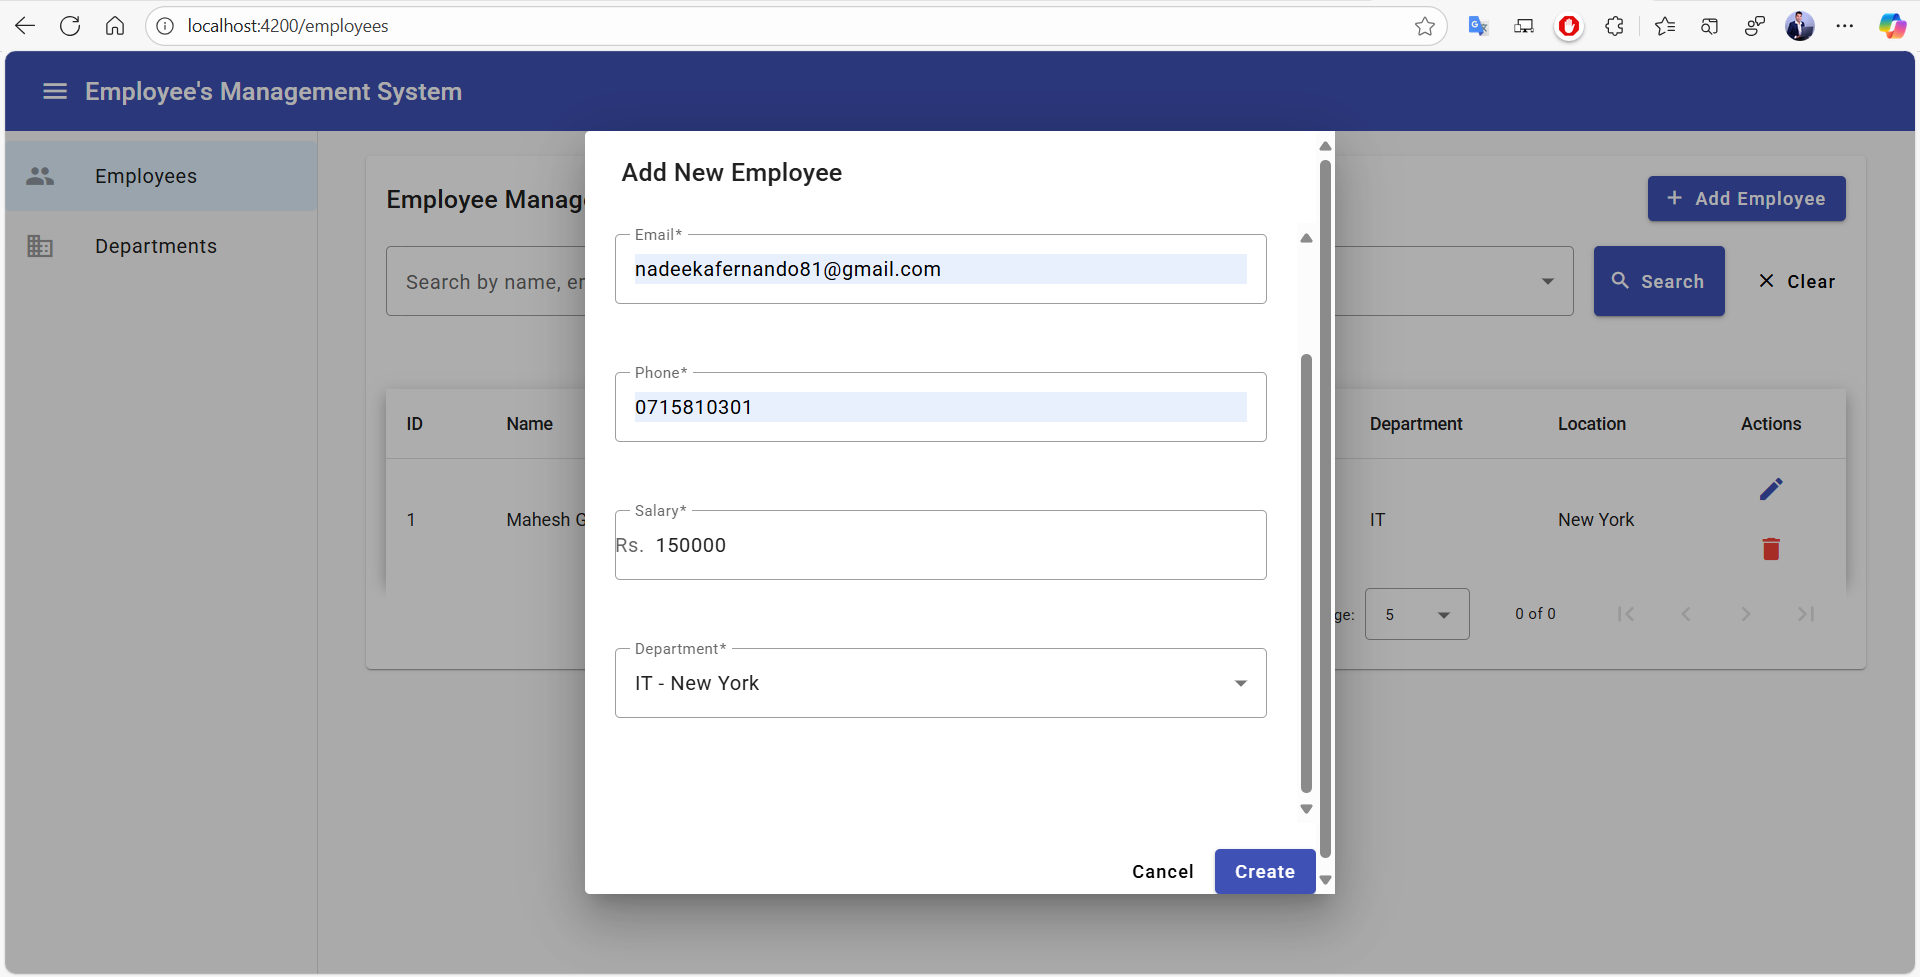 localhost:4200/employees
Employee's Management System
Employees
Departments
Employee Manag
Add Employee
Search by name, er
Search
Clear
ID Name Department Location Actions
1 Mahesh G IT New York
ge: 5 0 of 0
Add New Employee
Email*
nadeekafernando81@gmail.com
Phone*
0715810301
Salary*
Rs. 150000
Department*
IT - New York
Cancel Create